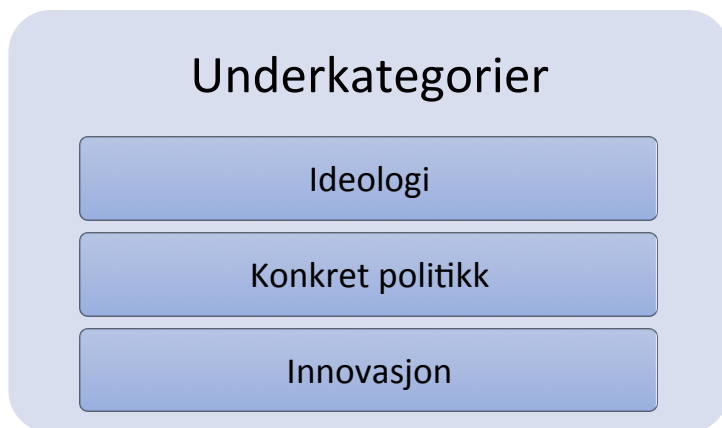 Underkategorier
Ideologi
Konkret politikk
Innovasjon